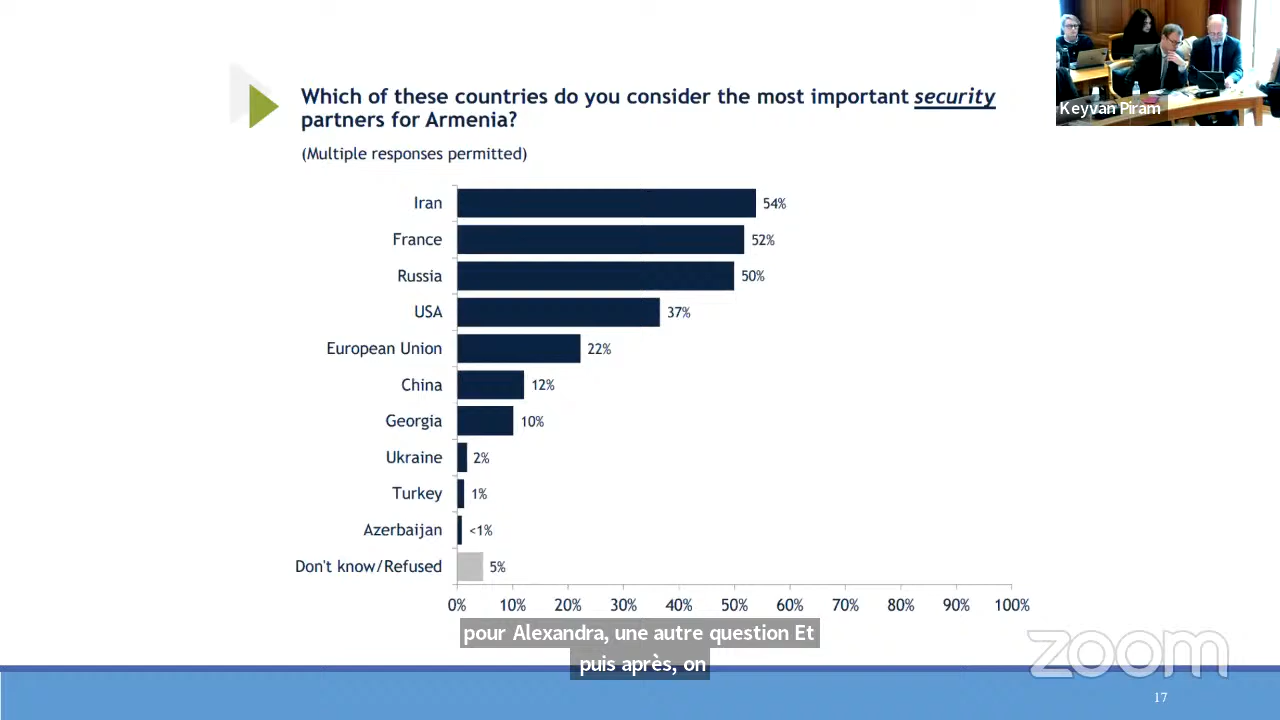 Which of these countries do you consider the most important security
partners for Armenia?
(Multiple responses permitted)
Iran 54%
France 52%
Russia 50%
USA 37%
European Union 22%
China 12%
Georgia 10%
Ukraine 2%
Turkey 1%
Azerbaijan <1%
Don't know/Refused 5%
0% 10% 20% 30% 40% 50% 60% 70% 80% 90% 100%
pour Alexandra, une autre question Et
puis après, on
Keyvan Piram
zoom
17